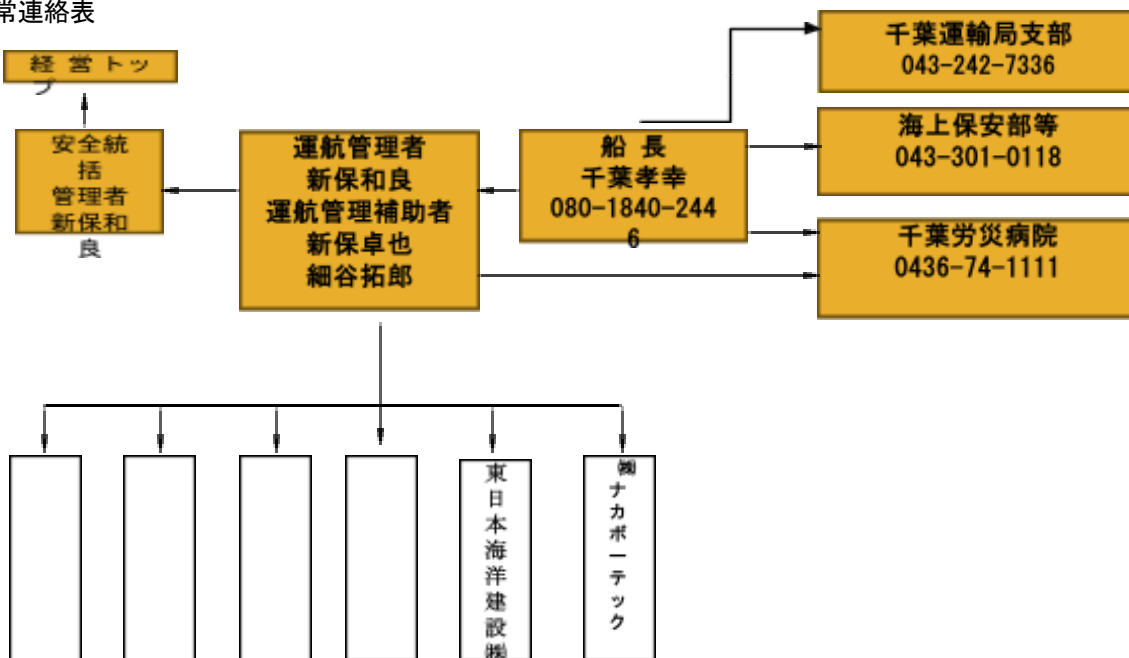 常連絡表
経営トッ
プ
安全統
括
管理者
新保和
良
運航管理者
新保和良
運航管理補助者
新保卓也
細谷拓郎
船 長
千葉孝幸
080-1840-244
6
千葉運輸局支部
043-242-7336
海上保安部等
043-301-0118
千葉労災病院
0436-74-1111
東日本海洋建設㈱
㈱ナカボーテック